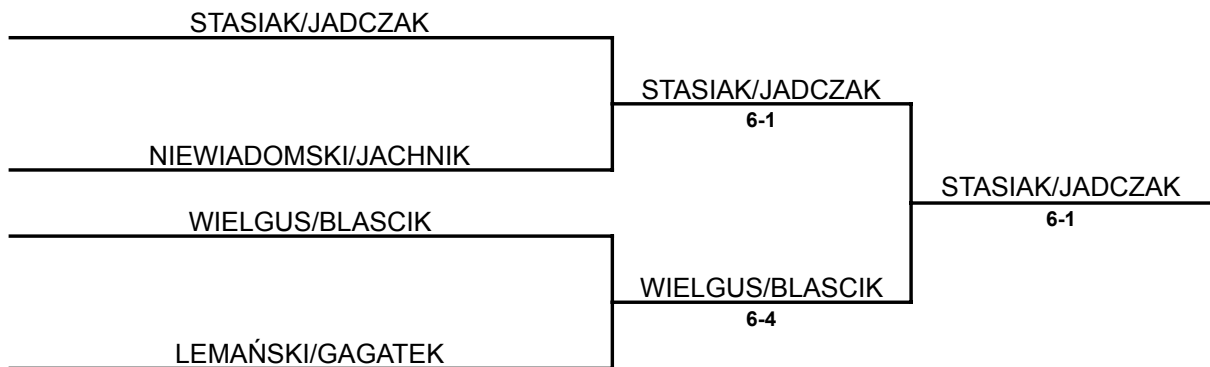 STASIAK/JADCZAK
STASIAK/JADCZAK
6-1
NIEWIADOMSKI/JACHNIK
STASIAK/JADCZAK
6-1
WIELGUS/BLASCIK
WIELGUS/BLASCIK
6-4
LEMAŃSKI/GAGATEK